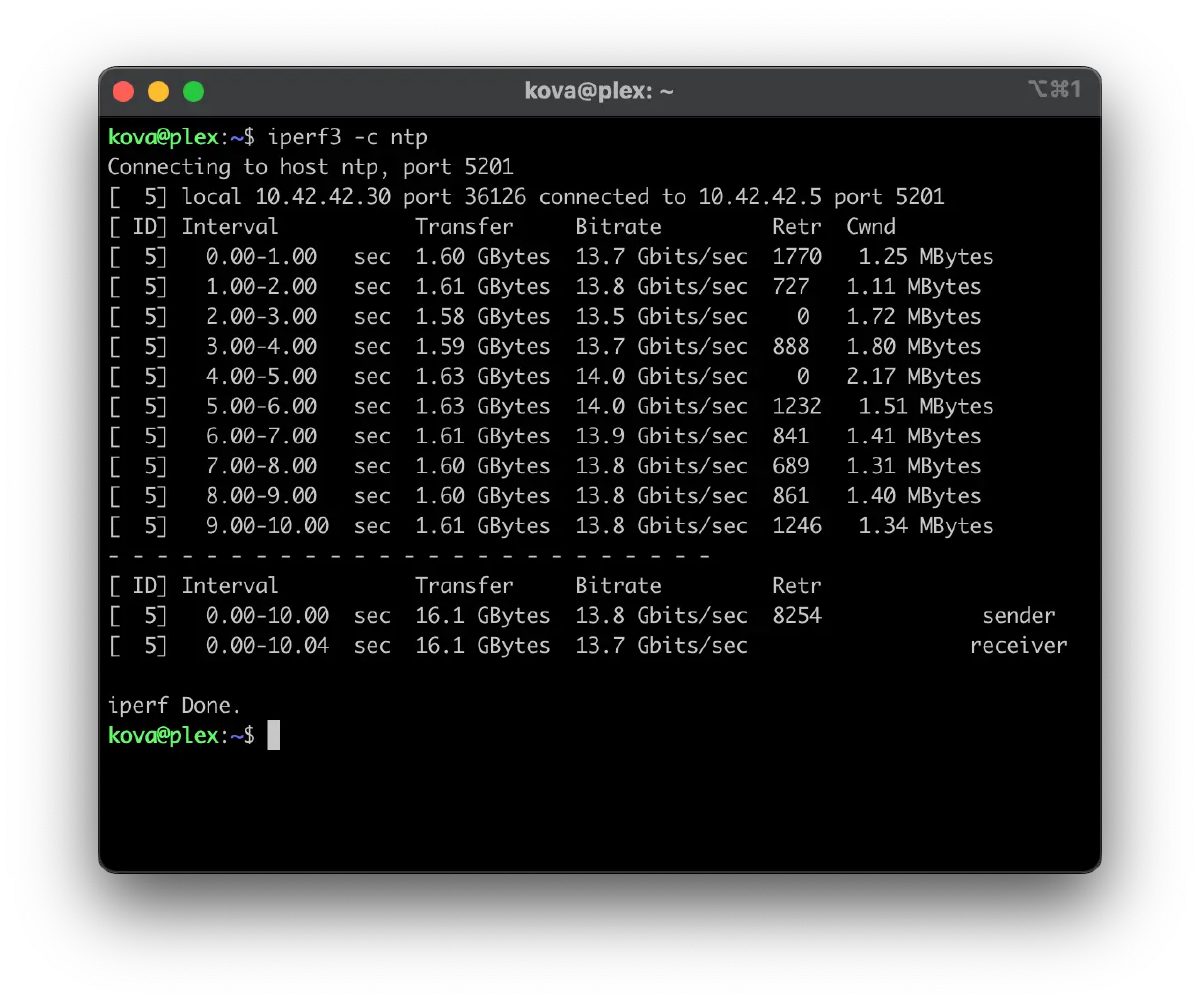 kova@plex: ~ ⌥⌘1
kova@plex:~$ iperf3 -c ntp
Connecting to host ntp, port 5201
[  5] local 10.42.42.30 port 36126 connected to 10.42.42.5 port 5201
[ ID] Interval           Transfer     Bitrate         Retr  Cwnd
[  5]   0.00-1.00   sec  1.60 GBytes  13.7 Gbits/sec  1770   1.25 MBytes
[  5]   1.00-2.00   sec  1.61 GBytes  13.8 Gbits/sec  727   1.11 MBytes
[  5]   2.00-3.00   sec  1.58 GBytes  13.5 Gbits/sec    0   1.72 MBytes
[  5]   3.00-4.00   sec  1.59 GBytes  13.7 Gbits/sec  888   1.80 MBytes
[  5]   4.00-5.00   sec  1.63 GBytes  14.0 Gbits/sec    0   2.17 MBytes
[  5]   5.00-6.00   sec  1.63 GBytes  14.0 Gbits/sec  1232   1.51 MBytes
[  5]   6.00-7.00   sec  1.61 GBytes  13.9 Gbits/sec  841   1.41 MBytes
[  5]   7.00-8.00   sec  1.60 GBytes  13.8 Gbits/sec  689   1.31 MBytes
[  5]   8.00-9.00   sec  1.60 GBytes  13.8 Gbits/sec  861   1.40 MBytes
[  5]   9.00-10.00  sec  1.61 GBytes  13.8 Gbits/sec  1246   1.34 MBytes
- - - - - - - - - - - - - - - - - - - - - - - - -
[ ID] Interval           Transfer     Bitrate         Retr
[  5]   0.00-10.00  sec  16.1 GBytes  13.8 Gbits/sec  8254             sender
[  5]   0.00-10.04  sec  16.1 GBytes  13.7 Gbits/sec                  receiver
iperf Done.
kova@plex:~$